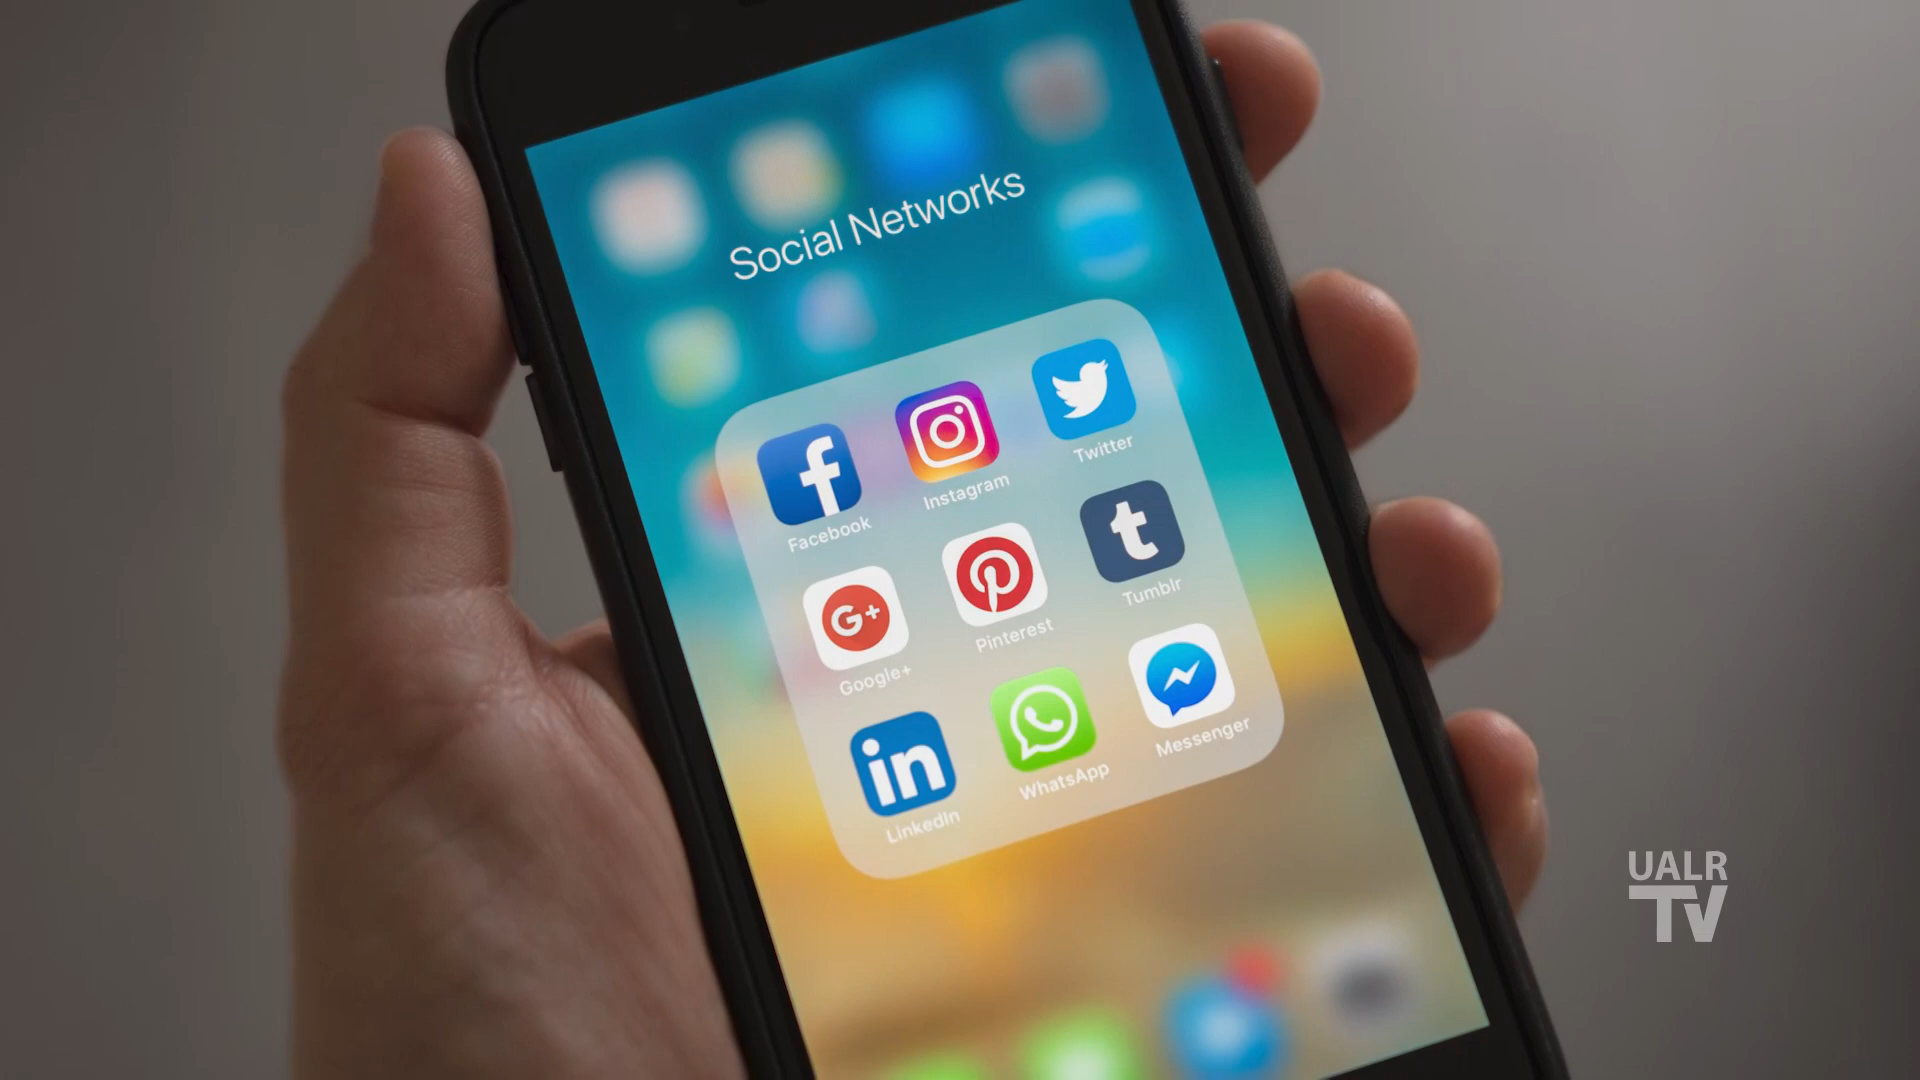 Social Networks
Facebook
Instagram
Twitter
Google+
Pinterest
Tumblr
LinkedIn
WhatsApp
Messenger
UALR
TV